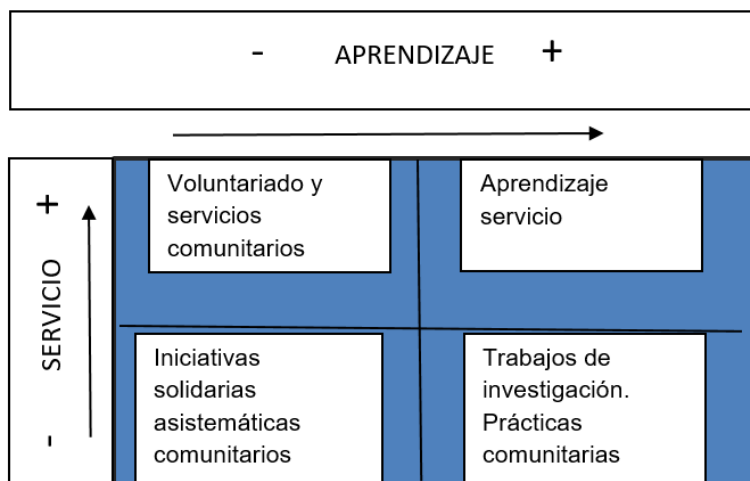 - APRENDIZAJE +
+
SERVICIO
-
Voluntariado y
servicios
comunitarios
Aprendizaje
servicio
Iniciativas
solidarias
asistemáticas
comunitarios
Trabajos de
investigación.
Prácticas
comunitarias